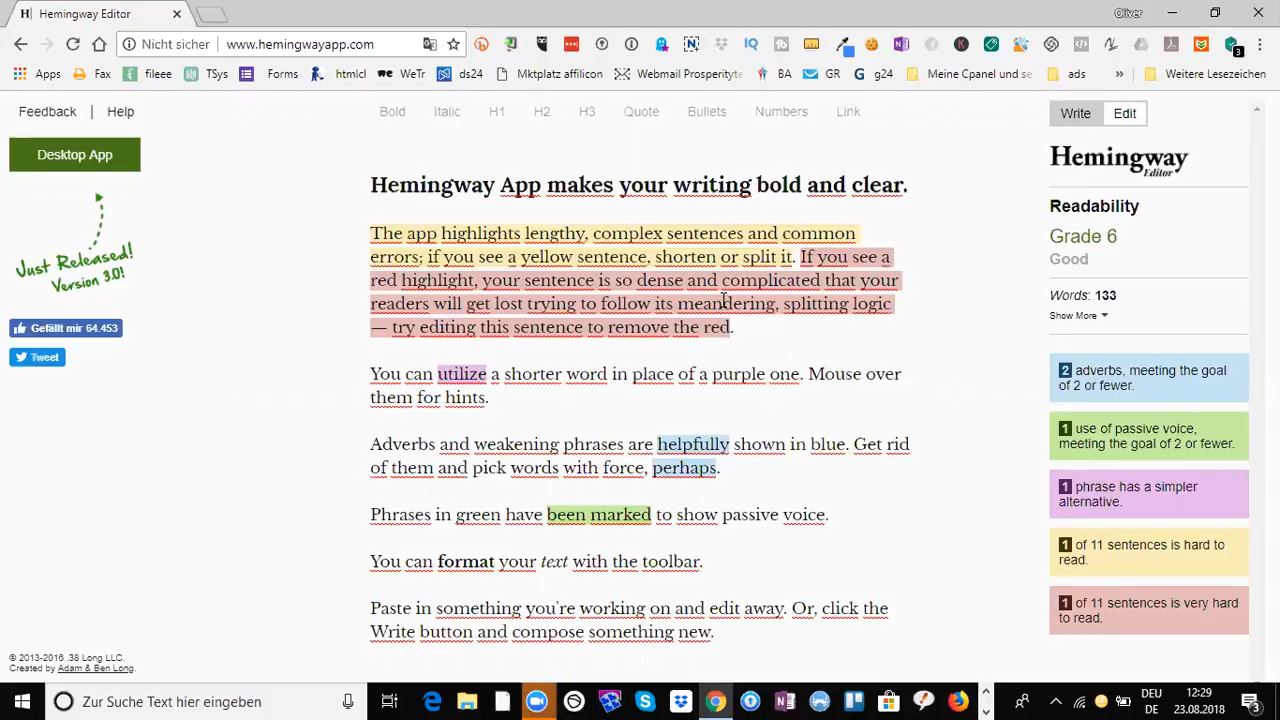 Hemingway Editor
Oliver
Nicht sicher
www.hemingwayapp.com
Apps
Fax
fileee
TSys
Forms
htmlcl
WeTr
ds24
Mktplatz affilicon
Webmail Prosperity
BA
GR
g24
Meine Cpanel und se
ads
»
Weitere Lesezeichen
Feedback | Help
Bold Italic H1 H2 H3 Quote Bullets Numbers Link
Write Edit
Desktop App
Just Released!
Version 3.0!
Gefällt mir 64.453
Tweet
Hemingway App makes your writing bold and clear.
The app highlights lengthy, complex sentences and common
errors; if you see a yellow sentence, shorten or split it. If you see a
red highlight, your sentence is so dense and complicated that your
readers will get lost trying to follow its meandering, splitting logic
— try editing this sentence to remove the red.
You can utilize a shorter word in place of a purple one. Mouse over
them for hints.
Adverbs and weakening phrases are helpfully shown in blue. Get rid
of them and pick words with force, perhaps.
Phrases in green have been marked to show passive voice.
You can format your text with the toolbar.
Paste in something you're working on and edit away. Or, click the
Write button and compose something new.
Hemingway
Editor
Readability
Grade 6
Good
Words: 133
Show More
2 adverbs, meeting the goal
of 2 or fewer.
1 use of passive voice,
meeting the goal of 2 or fewer.
1 phrase has a simpler
alternative.
1 of 11 sentences is hard to
read.
1 of 11 sentences is very hard
to read.
© 2013-2016 .38 Long LLC.
Created by Adam & Ben Long.
Zur Suche Text hier eingeben
DEU
DE
12:29
23.08.2018